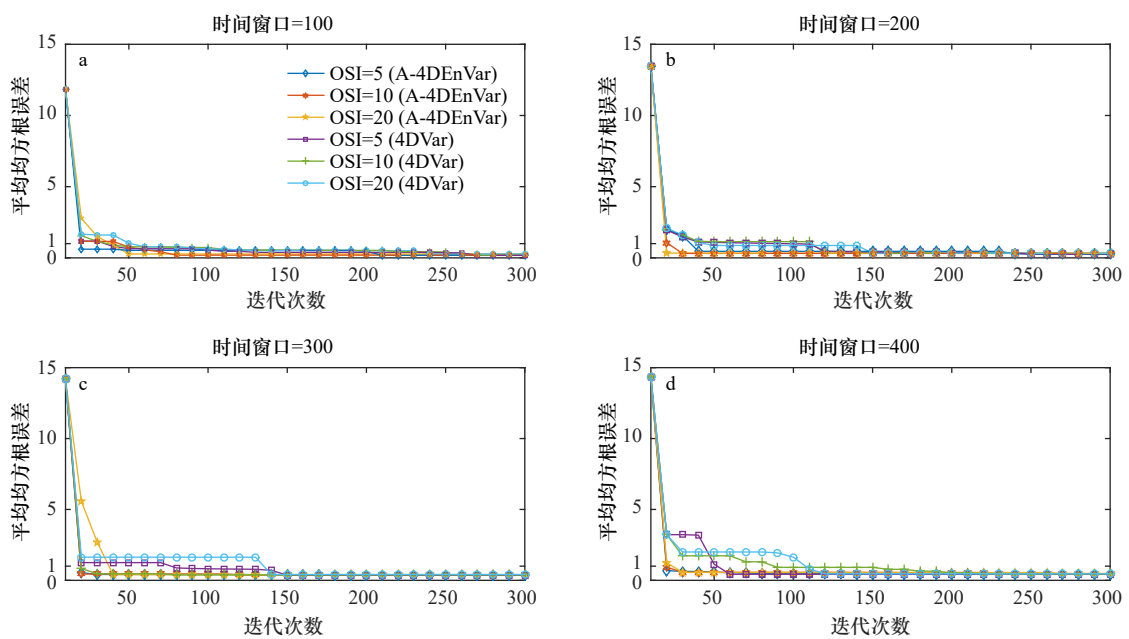 时间窗口=100
15
10
5
1
0
a
OSI=5 (A-4DEnVar)
OSI=10 (A-4DEnVar)
OSI=20 (A-4DEnVar)
OSI=5 (4DVar)
OSI=10 (4DVar)
OSI=20 (4DVar)
平均均方根误差
50 100 150 200 250 300
迭代次数
时间窗口=200
15
10
5
1
0
b
平均均方根误差
50 100 150 200 250 300
迭代次数
时间窗口=300
15
10
5
1
0
c
平均均方根误差
50 100 150 200 250 300
迭代次数
时间窗口=400
15
10
5
1
0
d
平均均方根误差
50 100 150 200 250 300
迭代次数